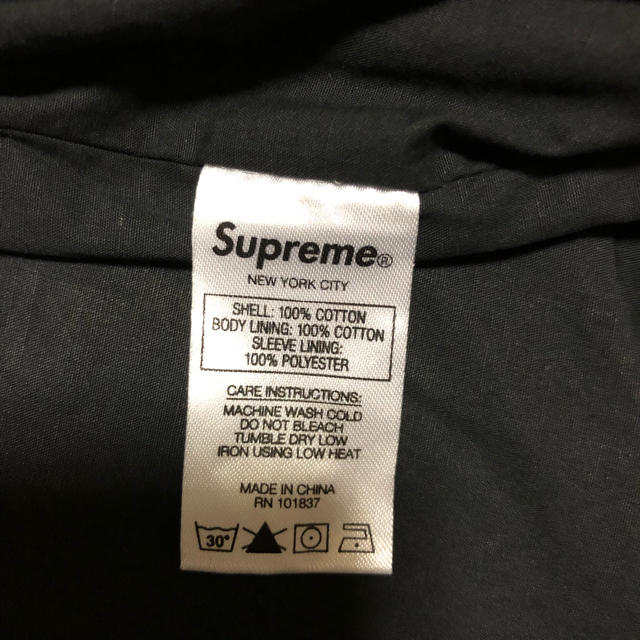 Supreme®
NEW YORK CITY
SHELL: 100% COTTON
BODY LINING: 100% COTTON
SLEEVE LINING:
100% POLYESTER
CARE INSTRUCTIONS:
MACHINE WASH COLD
DO NOT BLEACH
TUMBLE DRY LOW
IRON USING LOW HEAT
MADE IN CHINA
RN 101837
30°